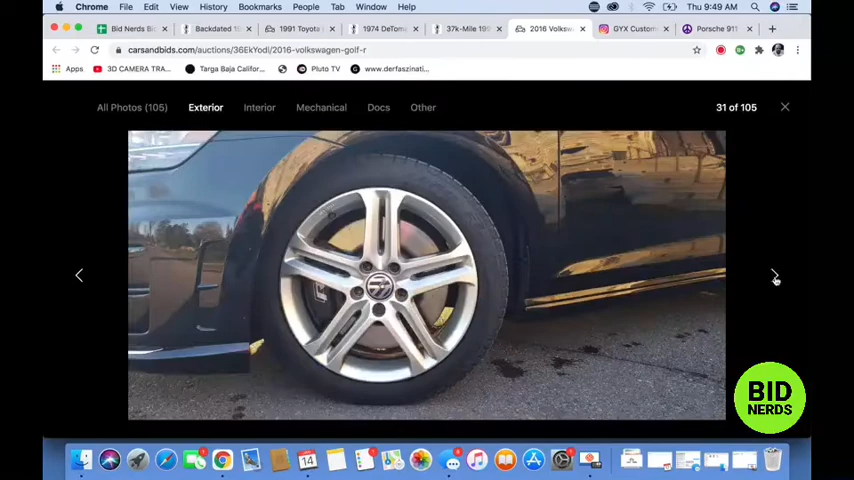 Chrome File Edit View History Bookmarks People Tab Window Help Thu 9:49 AM
Bid Nerds Bi Backdated 1 1991 Toyota 1974 DeTom 37k-Mile 199 2016 Volksw GYX Custom Porsche 911
carsandbids.com/auctions/36EkYodl/2016-volkswagen-golf-r
Apps 3D CAMERA TRA... Targa Baja Califor... Pluto TV www.derfaszinati...
All Photos (105) Exterior Interior Mechanical Docs Other 31 of 105
BID
NERDS
14